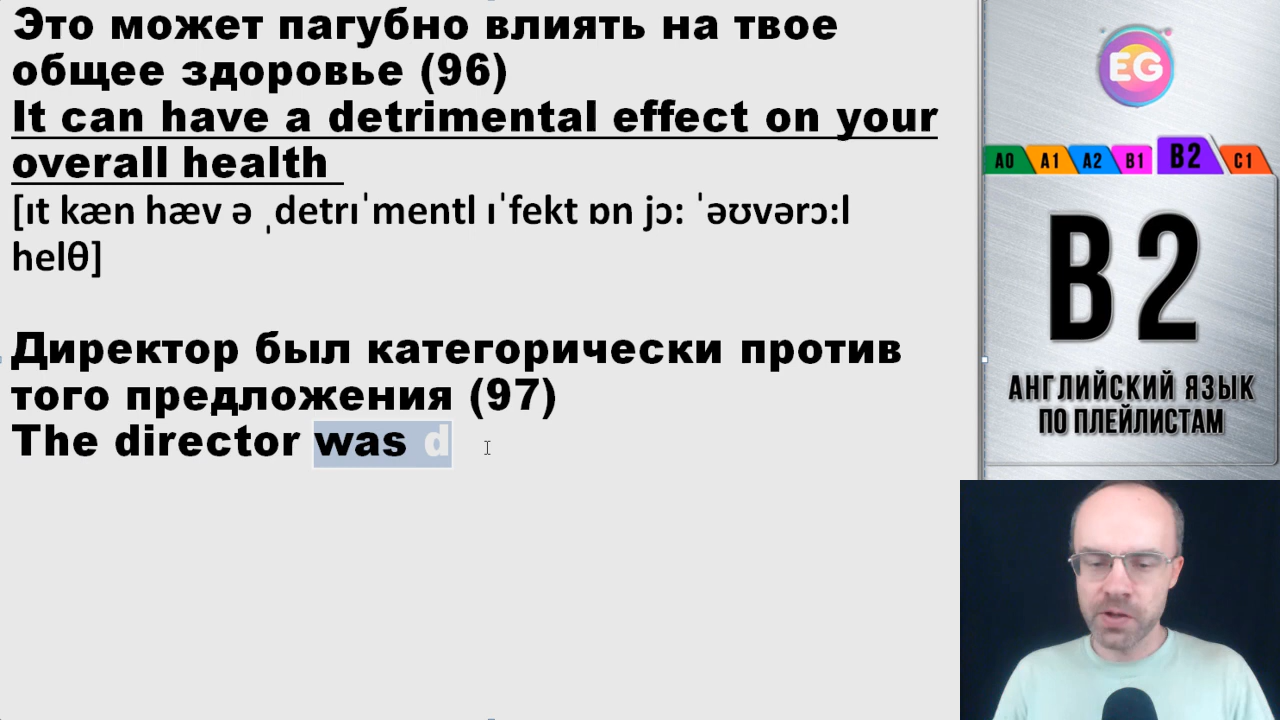 Это может пагубно влиять на твое
общее здоровье (96)
It can have a detrimental effect on your
overall health
[ɪt kæn hæv ə ˌdetrɪˈmentl ɪˈfekt ɒn jɔ: ˈəʊvərɔ:l
helθ]
Директор был категорически против
того предложения (97)
The director was d
EG
A0 A1 A2 B1 B2 C1
B2
АНГЛИЙСКИЙ ЯЗЫК
ПО ПЛЕЙЛИСТАМ